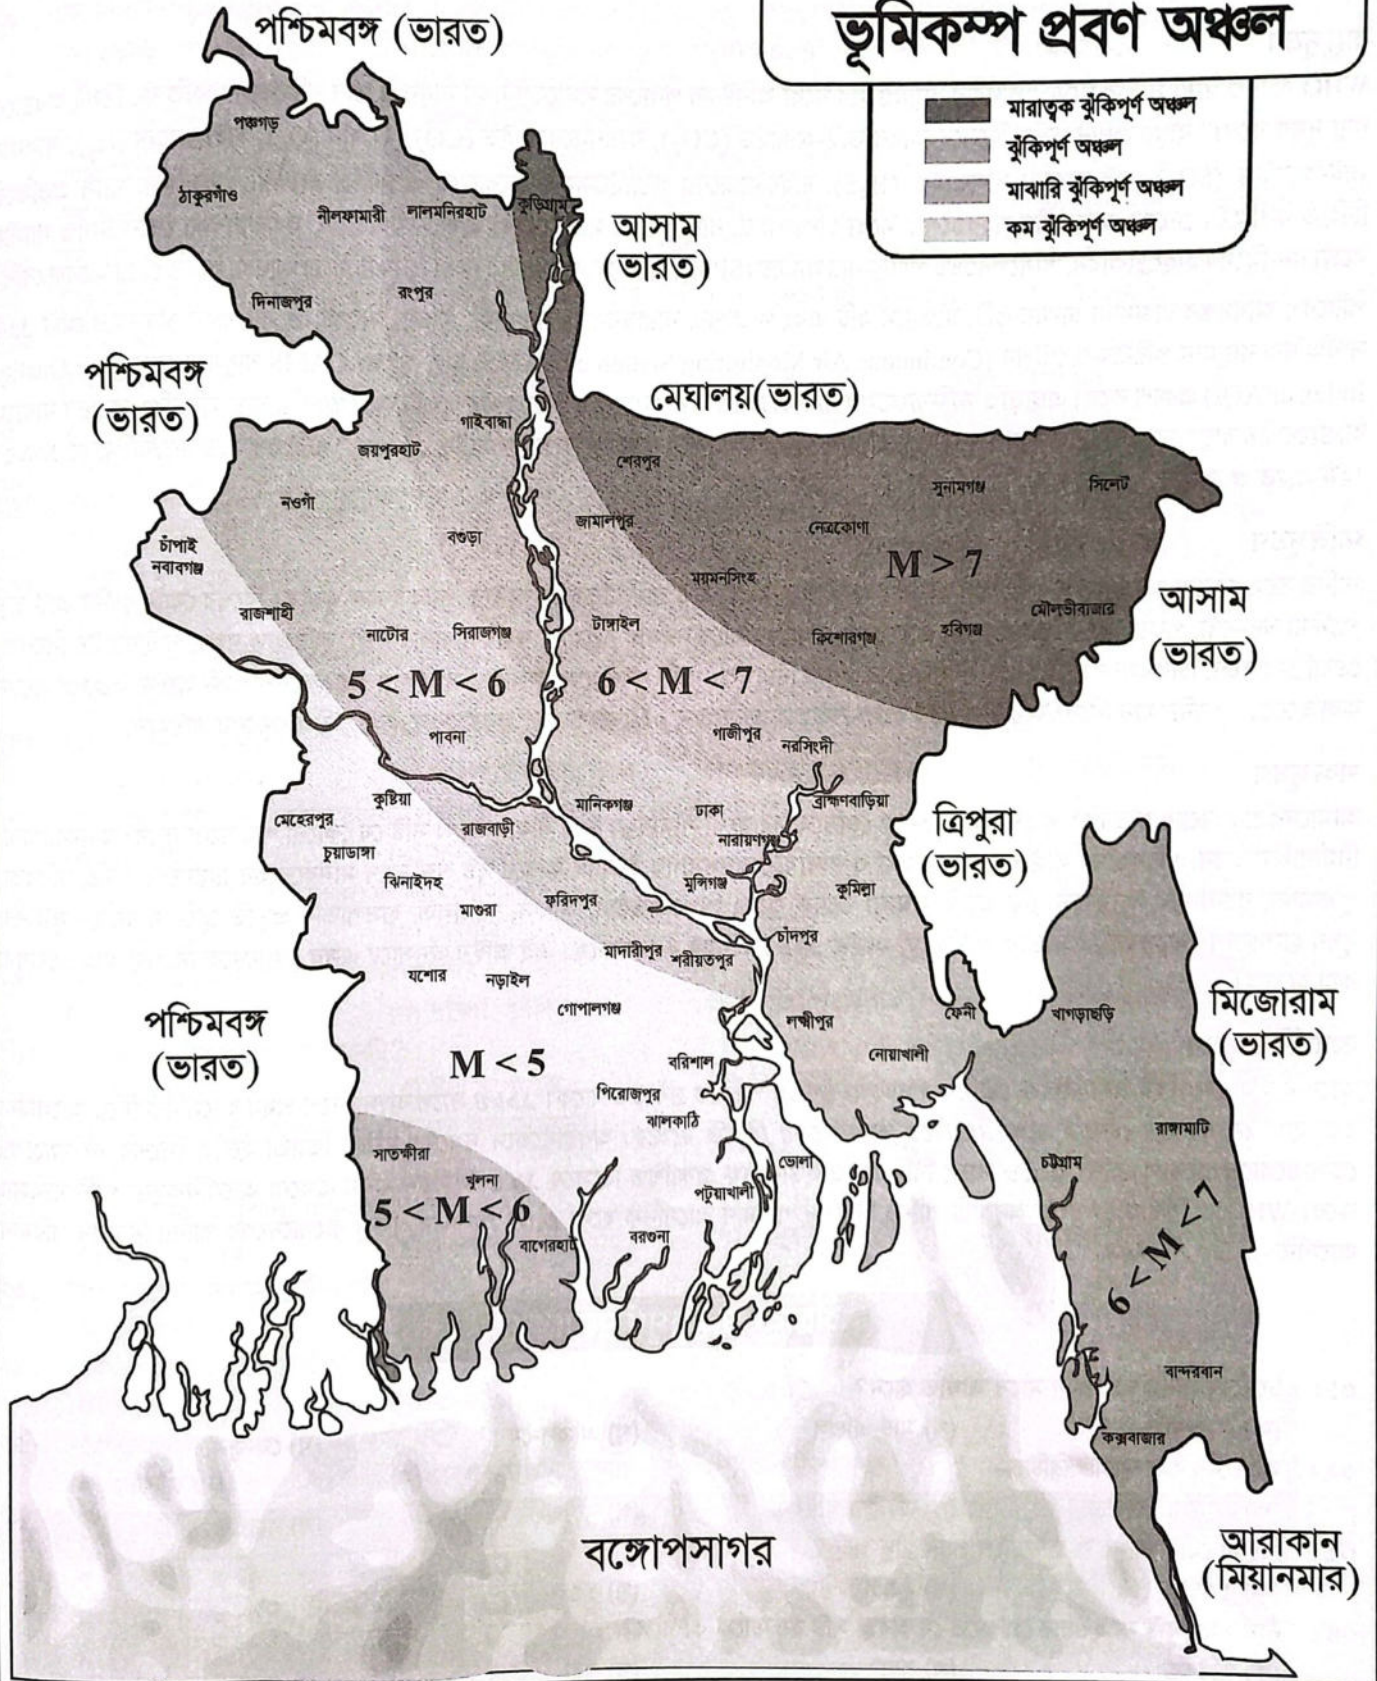 ভূমিকম্প প্রবণ অঞ্চল
মারাত্বক ঝুঁকিপূর্ণ অঞ্চল
ঝুঁকিপূর্ণ অঞ্চল
মাঝারি ঝুঁকিপূর্ণ অঞ্চল
কম ঝুঁকিপূর্ণ অঞ্চল
পশ্চিমবঙ্গ (ভারত)
পঞ্চগড়
ঠাকুরগাঁও
নীলফামারী
লালমনিরহাট
কুড়িগ্রাম
আসাম
(ভারত)
দিনাজপুর
রংপুর
পশ্চিমবঙ্গ
(ভারত)
মেঘালয়(ভারত)
গাইবান্ধা
জয়পুরহাট
শেরপুর
নওগাঁ
সুনামগঞ্জ
সিলেট
বগুড়া
জামালপুর
নেত্রকোণা
চাঁপাই
নবাবগঞ্জ
ময়মনসিংহ
M > 7
রাজশাহী
নাটোর
সিরাজগঞ্জ
টাঙ্গাইল
কিশোরগঞ্জ
হবিগঞ্জ
মৌলভীবাজার
আসাম
(ভারত)
5 < M < 6
6 < M < 7
পাবনা
গাজীপুর
নরসিংদী
কুষ্টিয়া
মেহেরপুর
রাজবাড়ী
মানিকগঞ্জ
ঢাকা
ব্রাহ্মণবাড়িয়া
নারায়ণগঞ্জ
ত্রিপুরা
(ভারত)
চুয়াডাঙ্গা
ঝিনাইদহ
মাগুরা
ফরিদপুর
মুন্সিগঞ্জ
কুমিল্লা
চাঁদপুর
মাদারীপুর
শরীয়তপুর
যশোর
নড়াইল
গোপালগঞ্জ
লক্ষ্মীপুর
ফেনী
খাগড়াছড়ি
মিজোরাম
(ভারত)
পশ্চিমবঙ্গ
(ভারত)
M < 5
বরিশাল
নোয়াখালী
পিরোজপুর
ঝালকাঠি
রাঙ্গামাটি
সাতক্ষীরা
খুলনা
ভোলা
চট্টগ্রাম
পটুয়াখালী
5 < M < 6
বাগেরহাট
বরগুনা
6 < M < 7
বান্দরবান
কক্সবাজার
বঙ্গোপসাগর
আরাকান
(মিয়ানমার)